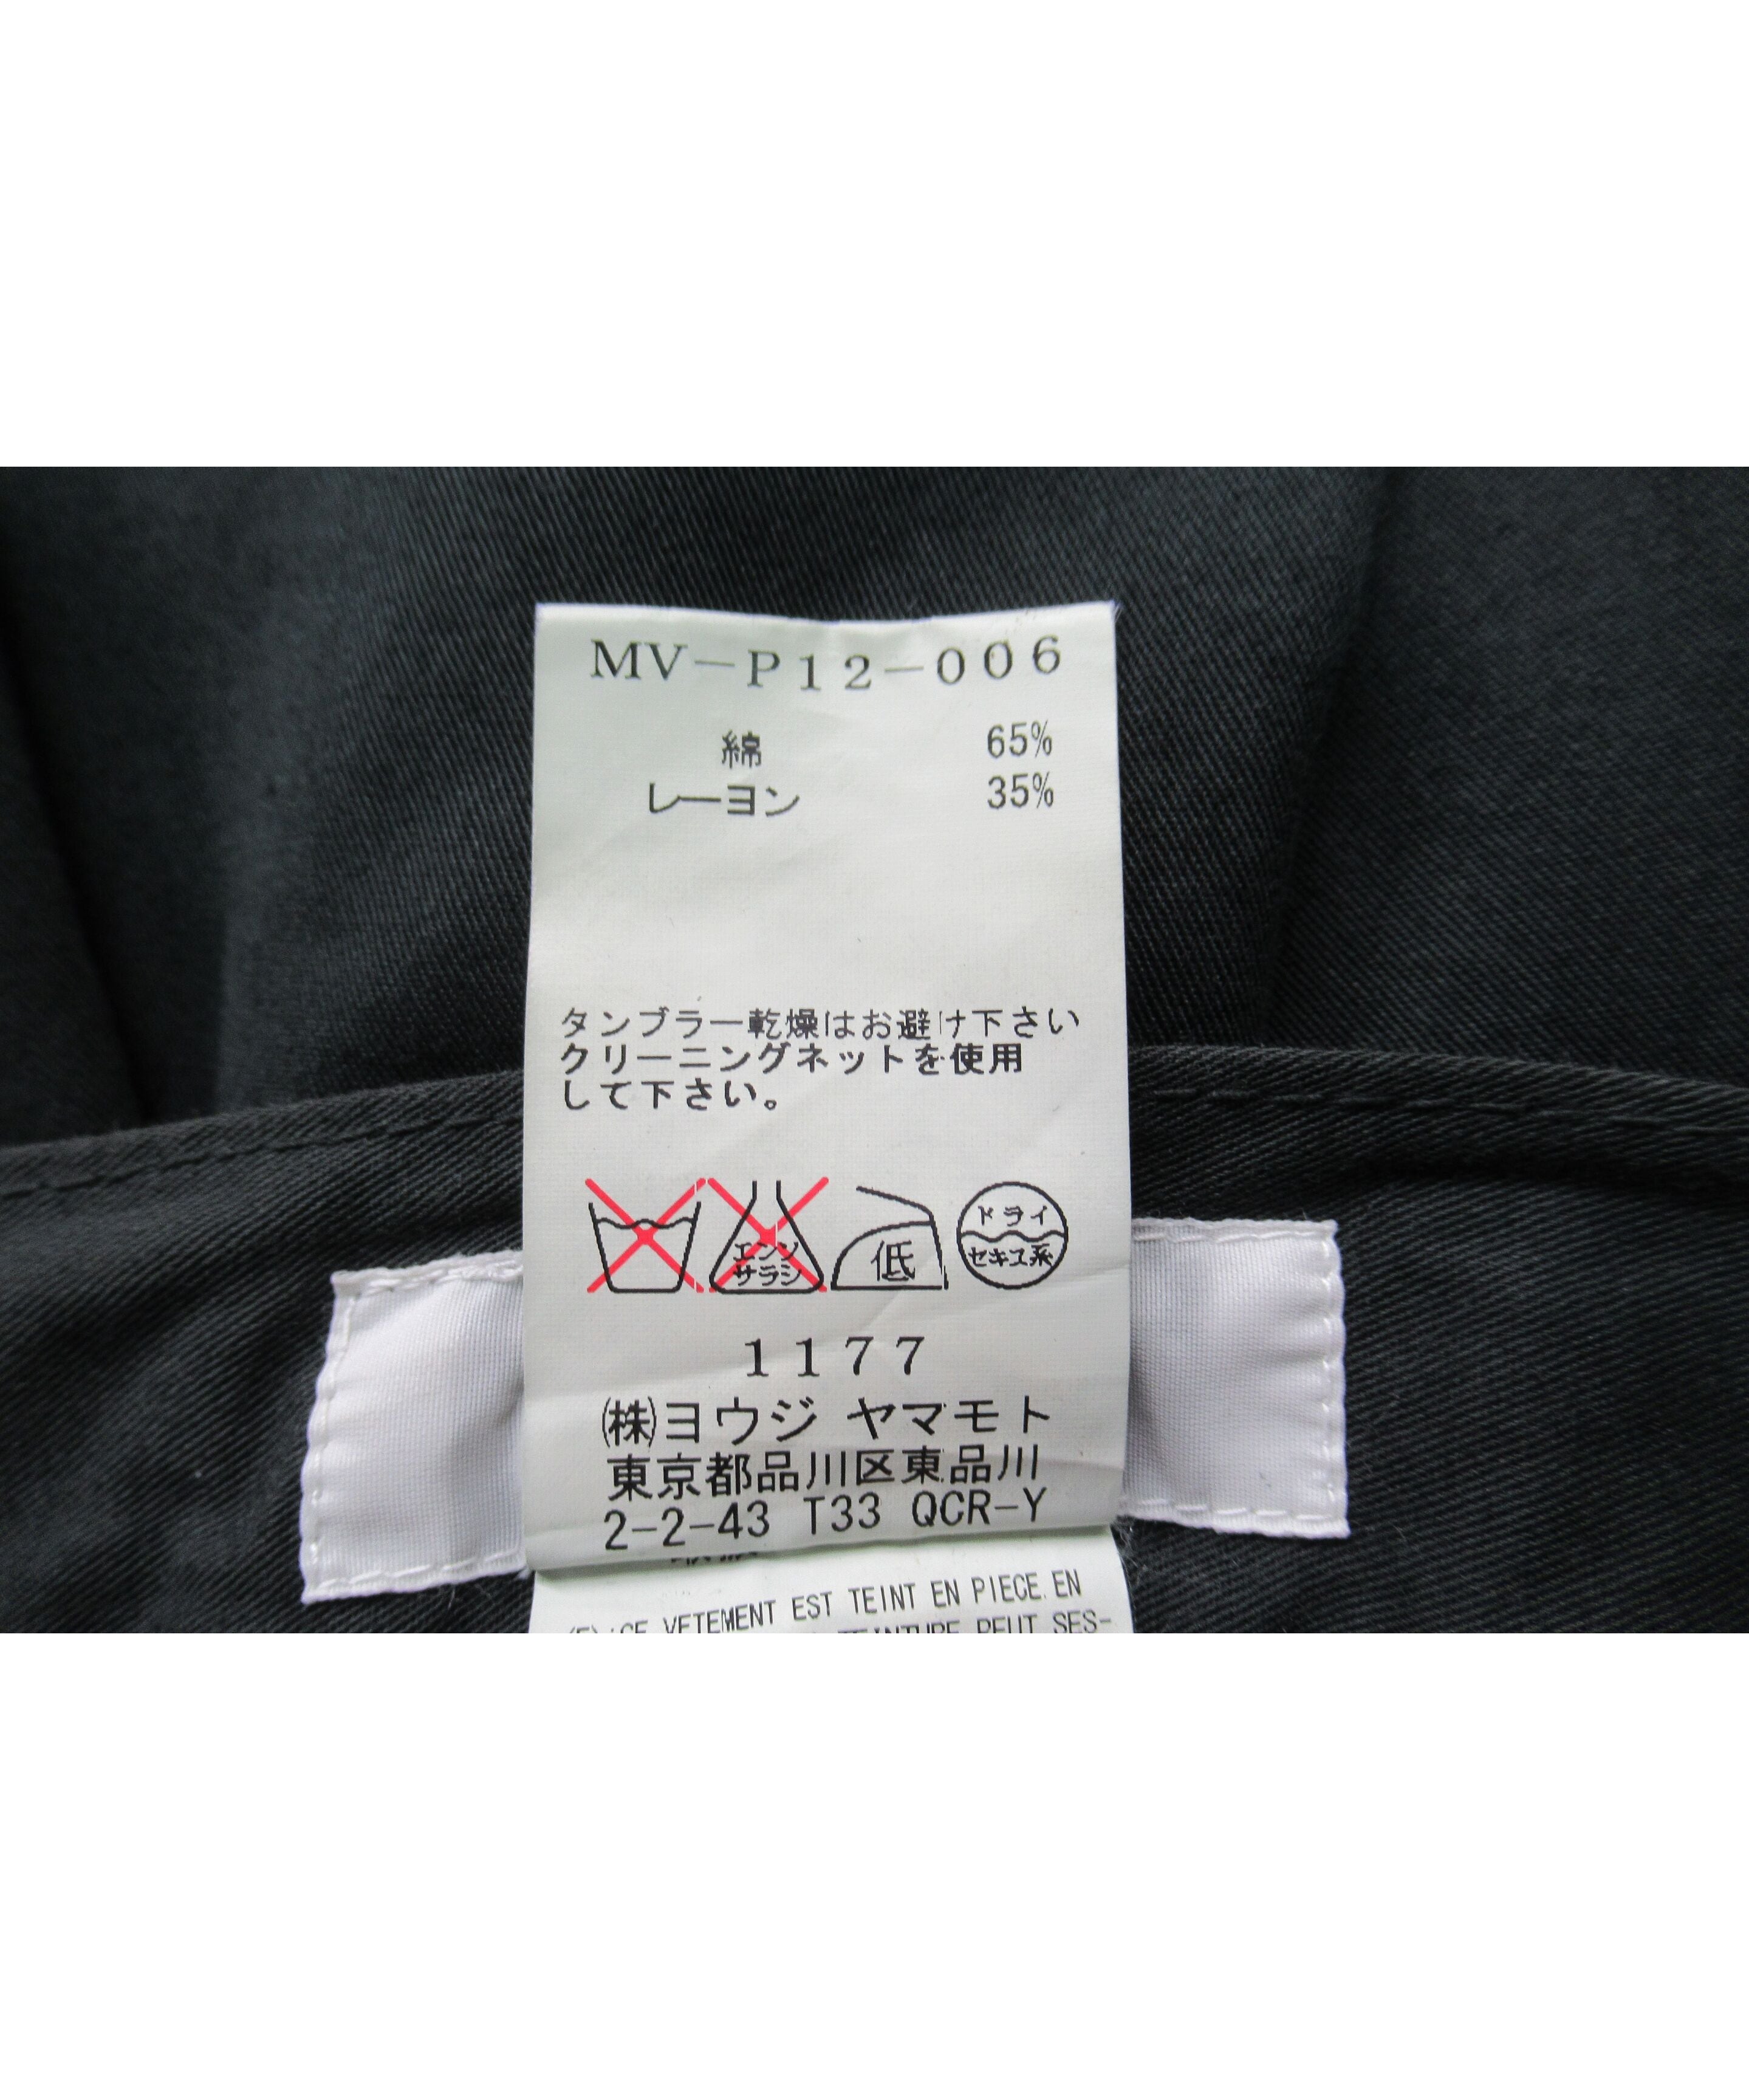 MV-P12-006
綿 65%
レーヨン 35%
タンブラー乾燥はお避け下さい
クリーニングネットを使用
して下さい。
エンソ
サラシ
低
ドライ
セキユ系
1177
(株)ヨウジ ヤマモト
東京都品川区東品川
2-2-43 T33 QCR-Y
CE VETEMENT EST TEINT EN PIECE.EN
TEINTURE PEUT SES-